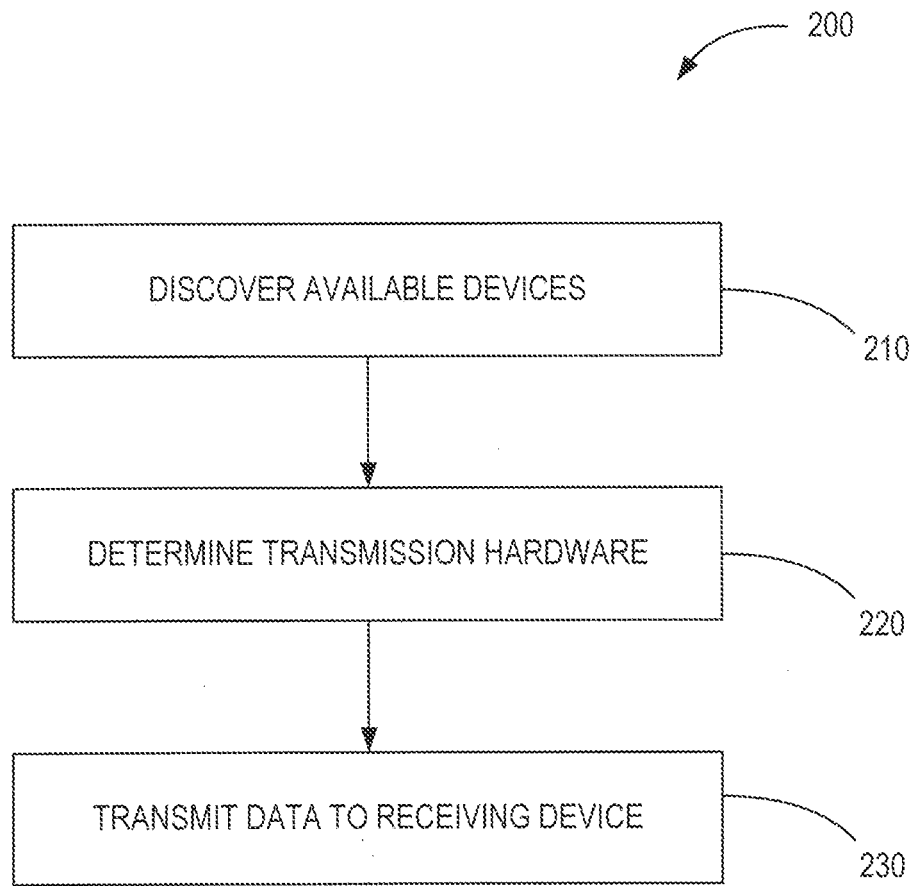 200
DISCOVER AVAILABLE DEVICES
210
DETERMINE TRANSMISSION HARDWARE
220
TRANSMIT DATA TO RECEIVING DEVICE
230